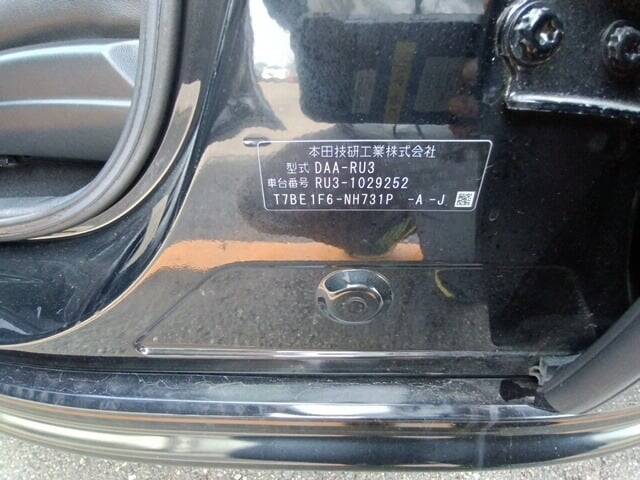 本田技研工業株式会社
型式 DAA-RU3
車台番号 RU3-1029252
T7BE1F6-NH731P -A -J